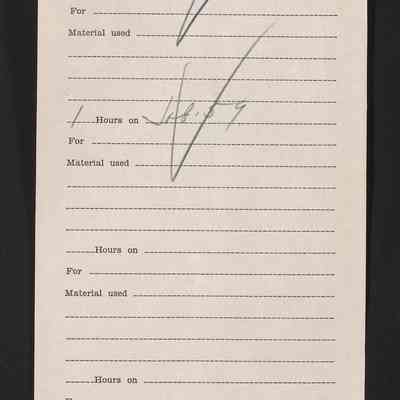 For
Material used
1 Hours on
For
Material used
Hours on
For
Material used
Hours on